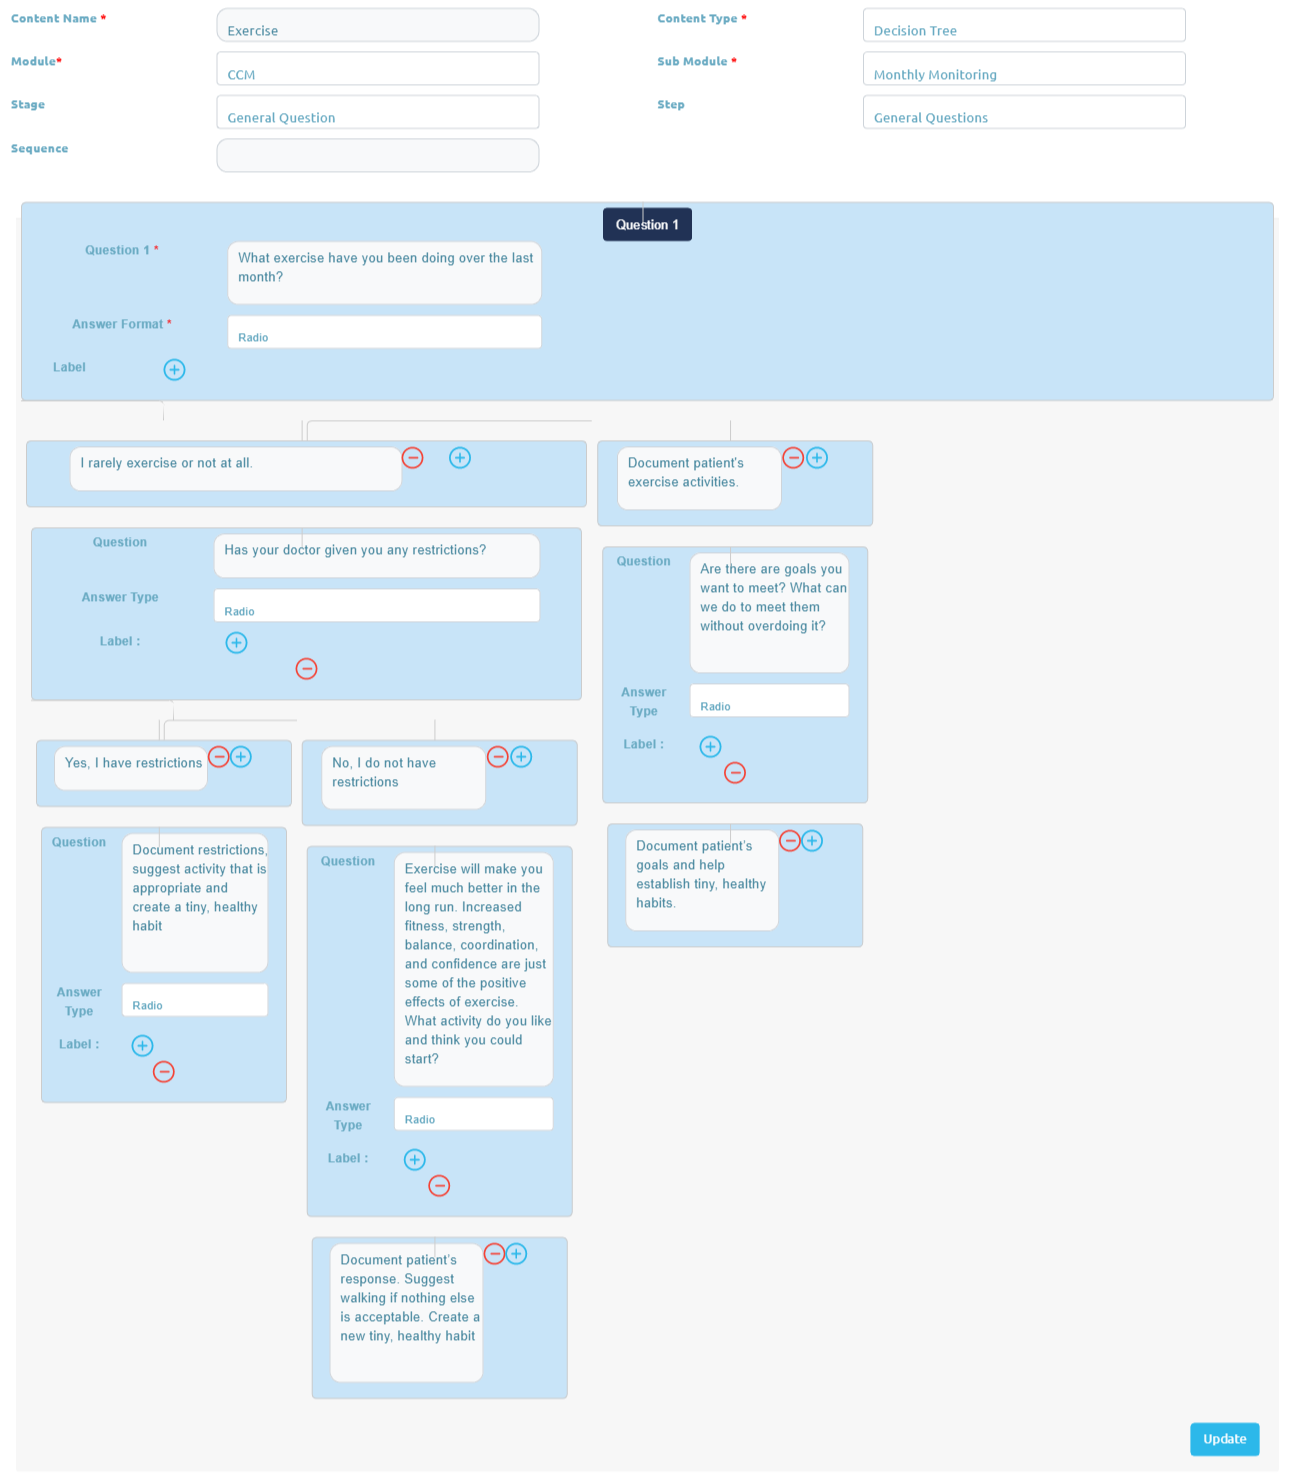 Content Name *
Exercise
Content Type *
Decision Tree
Module*
CCM
Sub Module *
Monthly Monitoring
Stage
General Question
Step
General Questions
Sequence
Question 1
Question 1 *
What exercise have you been doing over the last
month?
Answer Format *
Radio
Label
I rarely exercise or not at all.
Question
Has your doctor given you any restrictions?
Answer Type
Radio
Label :
Yes, I have restrictions
Question
Document restrictions,
suggest activity that is
appropriate and
create a tiny, healthy
habit
Answer
Type
Radio
Label :
No, I do not have
restrictions
Question
Exercise will make you
feel much better in the
long run. Increased
fitness, strength,
balance, coordination,
and confidence are just
some of the positive
effects of exercise.
What activity do you like
and think you could
start?
Answer
Type
Radio
Label :
Document patient's
response. Suggest
walking if nothing else
is acceptable. Create a
new tiny, healthy habit
Document patient's
exercise activities.
Question
Are there are goals you
want to meet? What can
we do to meet them
without overdoing it?
Answer
Type
Radio
Label :
Document patient's
goals and help
establish tiny, healthy
habits.
Update